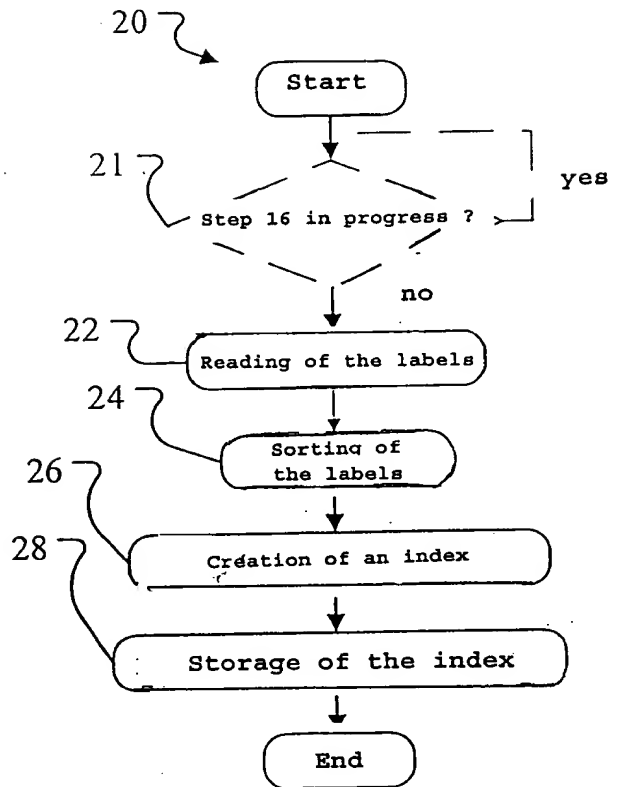 20
Start
21
Step 16 in progress ?
yes
no
22
Reading of the labels
24
Sorting of
the labels
26
Creation of an index
28
Storage of the index
End